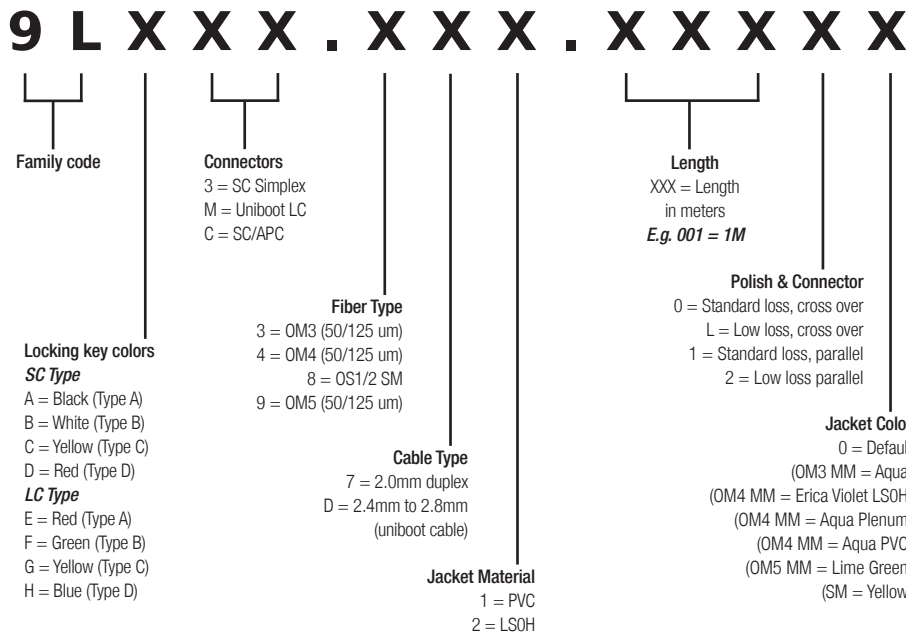 9 L X X X . X X X . X X X X X
Family code
Connectors
3 = SC Simplex
M = Uniboot LC
C = SC/APC
Length
XXX = Length
in meters
E.g. 001 = 1M
Polish & Connector
0 = Standard loss, cross over
L = Low loss, cross over
1 = Standard loss, parallel
2 = Low loss parallel
Fiber Type
3 = OM3 (50/125 um)
4 = OM4 (50/125 um)
8 = OS1/2 SM
9 = OM5 (50/125 um)
Locking key colors
SC Type
A = Black (Type A)
B = White (Type B)
C = Yellow (Type C)
D = Red (Type D)
LC Type
E = Red (Type A)
F = Green (Type B)
G = Yellow (Type C)
H = Blue (Type D)
Cable Type
7 = 2.0mm duplex
D = 2.4mm to 2.8mm
(uniboot cable)
Jacket Colo
0 = Defaul
(OM3 MM = Aqua
(OM4 MM = Erica Violet LS0H
(OM4 MM = Aqua Plenum
(OM4 MM = Aqua PVC
(OM5 MM = Lime Green
(SM = Yellow
Jacket Material
1 = PVC
2 = LS0H